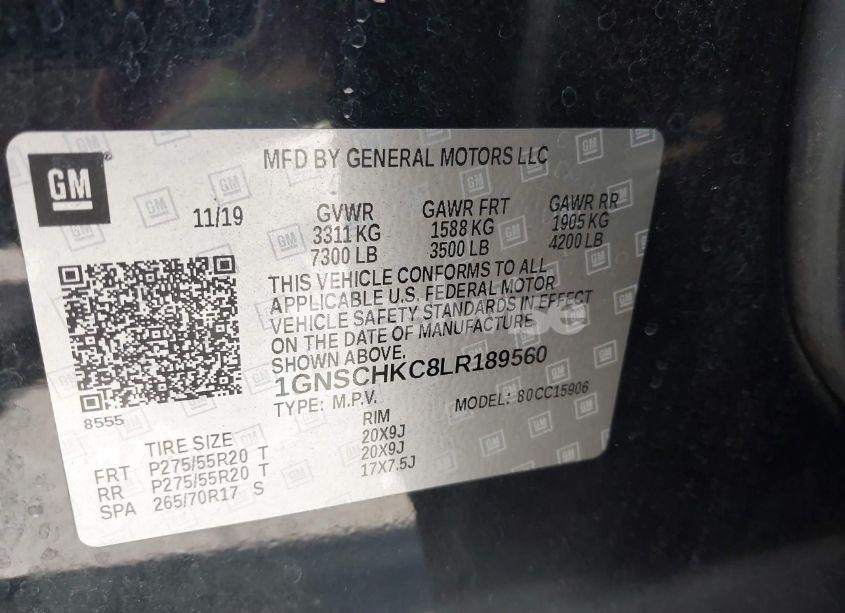 GM
MFD BY GENERAL MOTORS LLC
11/19
GVWR GAWR FRT GAWR RR
3311 KG 1588 KG 1905 KG
7300 LB 3500 LB 4200 LB
THIS VEHICLE CONFORMS TO ALL
APPLICABLE U.S. FEDERAL MOTOR
VEHICLE SAFETY STANDARDS IN EFFECT
ON THE DATE OF MANUFACTURE
SHOWN ABOVE.
1GNSCHKC8LR189560
TYPE: M.P.V. MODEL: 80CC15906
8555
TIRE SIZE RIM
FRT P275/55R20 T 20X9J
RR P275/55R20 T 20X9J
SPA 265/70R17 S 17X7.5J